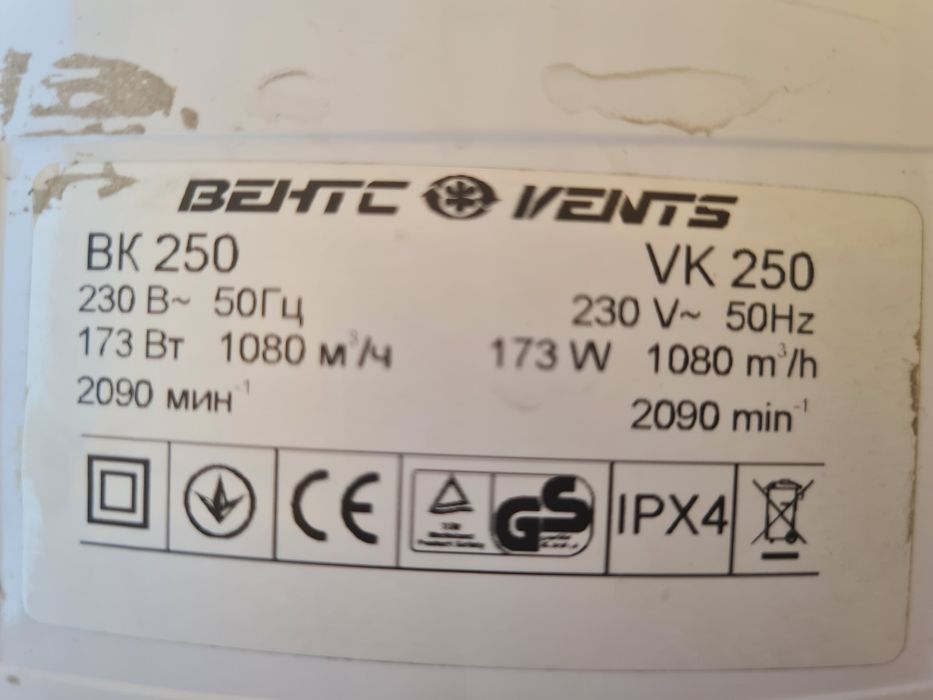 ВЕНТС VENTS
ВК 250
230 В~ 50Гц
173 Вт 1080 м³/ч
2090 мин⁻¹
VK 250
230 V~ 50Hz
173 W 1080 m³/h
2090 min⁻¹
CE
GS
IPX4